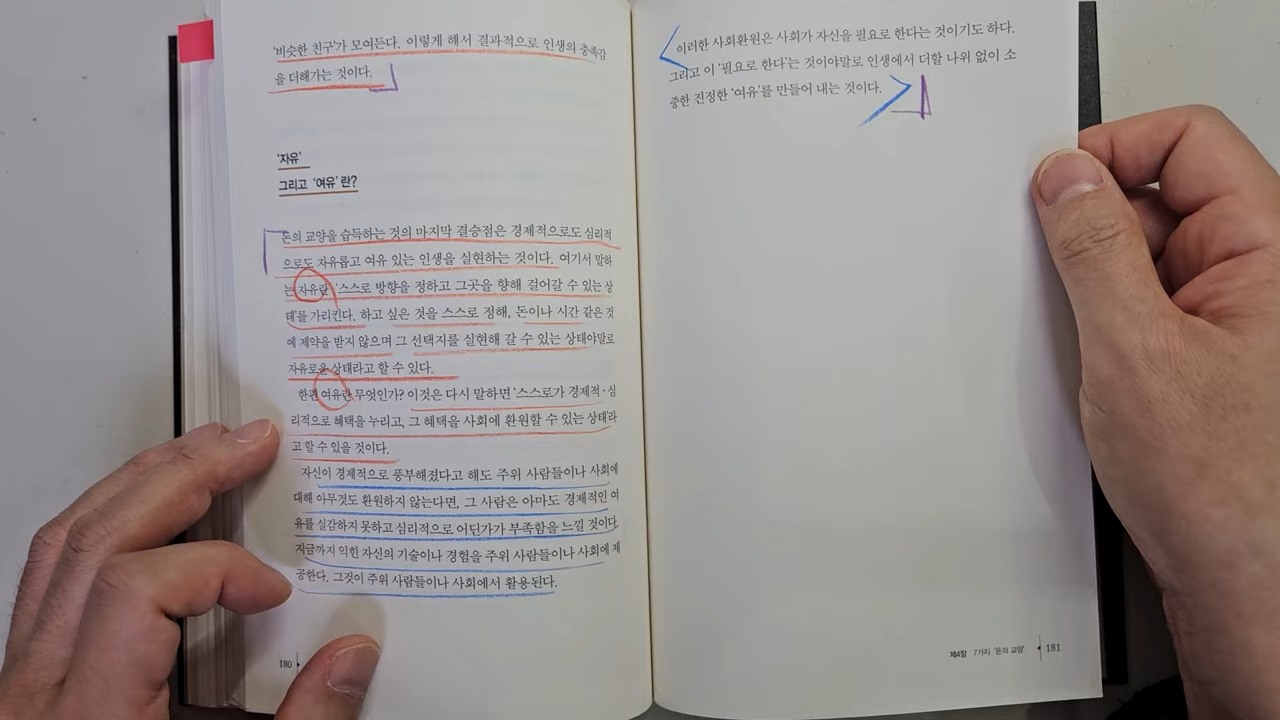 '비슷한 친구'가 모여든다. 이렇게 해서 결과적으로 인생의 충족감
을 더해가는 것이다.
'자유'
그리고 '여유'란?
돈의 교양을 습득하는 것의 마지막 결승점은 경제적으로도 심리적
으로도 자유롭고 여유 있는 인생을 실현하는 것이다. 여기서 말하
는 자유란 '스스로 방향을 정하고 그곳을 향해 걸어갈 수 있는 상
태'를 가리킨다. 하고 싶은 것을 스스로 정해, 돈이나 시간 같은 것
에 제약을 받지 않으며 그 선택지를 실현해 갈 수 있는 상태야말로
자유로운 상태라고 할 수 있다.
한편 여유란 무엇인가? 이것은 다시 말하면 '스스로가 경제적·심
리적으로 혜택을 누리고, 그 혜택을 사회에 환원할 수 있는 상태'라
고 할 수 있을 것이다.
자신이 경제적으로 풍부해졌다고 해도 주위 사람들이나 사회에
대해 아무것도 환원하지 않는다면, 그 사람은 아마도 경제적인 여
유를 실감하지 못하고 심리적으로 어딘가가 부족함을 느낄 것이다.
지금까지 익힌 자신의 기술이나 경험을 주위 사람들이나 사회에 제
공한다. 그것이 주위 사람들이나 사회에서 활용된다.
180
이러한 사회환원은 사회가 자신을 필요로 한다는 것이기도 하다.
그리고 이 '필요로 한다'는 것이야말로 인생에서 더할 나위 없이 소
중한 진정한 '여유'를 만들어 내는 것이다.
제4장 7가지 '돈의 교양' 181